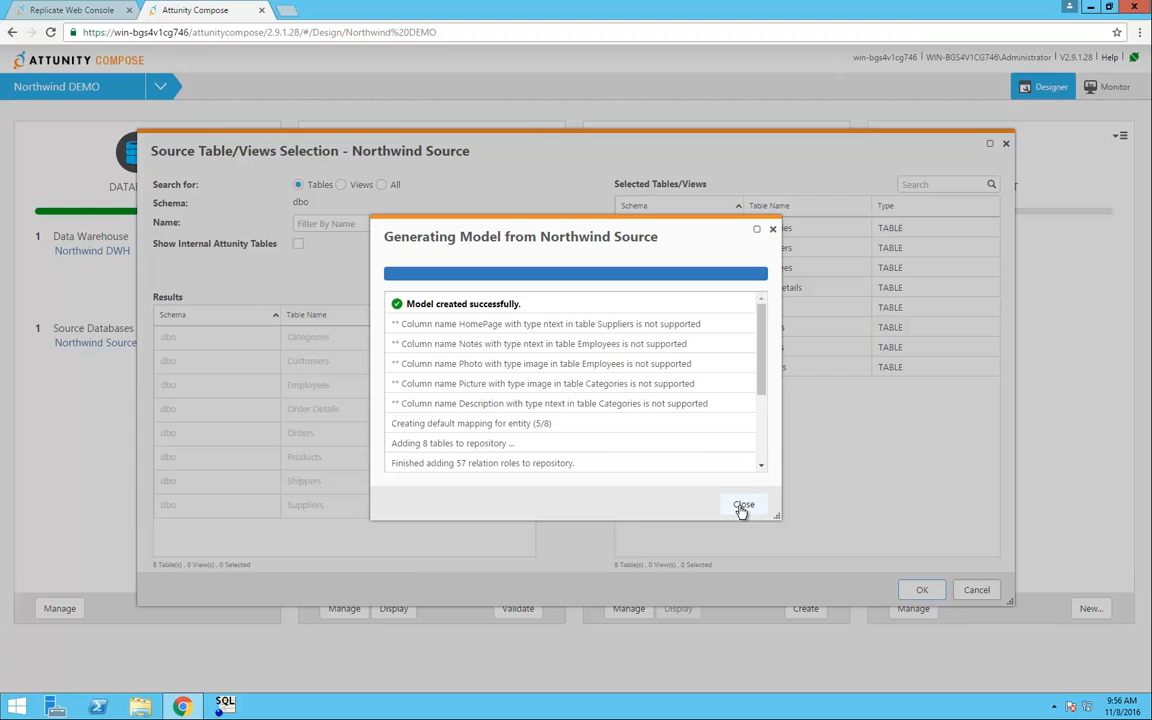 Replicate Web Console
Attunity Compose
https://win-bgs4v1cg746/attunitycompose/2.9.1.28/#/Design/Northwind%20DEMO
ATTUNITY COMPOSE
win-bgs4v1cg746
WIN-BGS4V1CG746\Administrator
V2.9.1.28
Help
Northwind DEMO
Designer
Monitor
DATA
1 Data Warehouse
Northwind DWH
1 Source Databases
Northwind Source
Manage
Manage
Display
Validate
Manage
Display
Create
Manage
New...
Source Table/Views Selection - Northwind Source
Search for:
Tables
Views
All
Schema:
dbo
Name:
Filter By Name
Show Internal Attunity Tables
Results
Schema
Table Name
dbo
Categories
dbo
Customers
dbo
Employees
dbo
Order Details
dbo
Orders
dbo
Products
dbo
Shippers
dbo
Suppliers
8 Table(s) , 0 View(s) , 0 Selected
Selected Tables/Views
Search
Schema
Table Name
Type
TABLE
TABLE
TABLE
TABLE
TABLE
TABLE
TABLE
TABLE
8 Table(s) , 0 View(s) , 0 Selected
OK
Cancel
Generating Model from Northwind Source
Model created successfully.
** Column name HomePage with type ntext in table Suppliers is not supported
** Column name Notes with type ntext in table Employees is not supported
** Column name Photo with type image in table Employees is not supported
** Column name Picture with type image in table Categories is not supported
** Column name Description with type ntext in table Categories is not supported
Creating default mapping for entity (5/8)
Adding 8 tables to repository ...
Finished adding 57 relation roles to repository.
Close
SQL
9:56 AM
11/8/2016